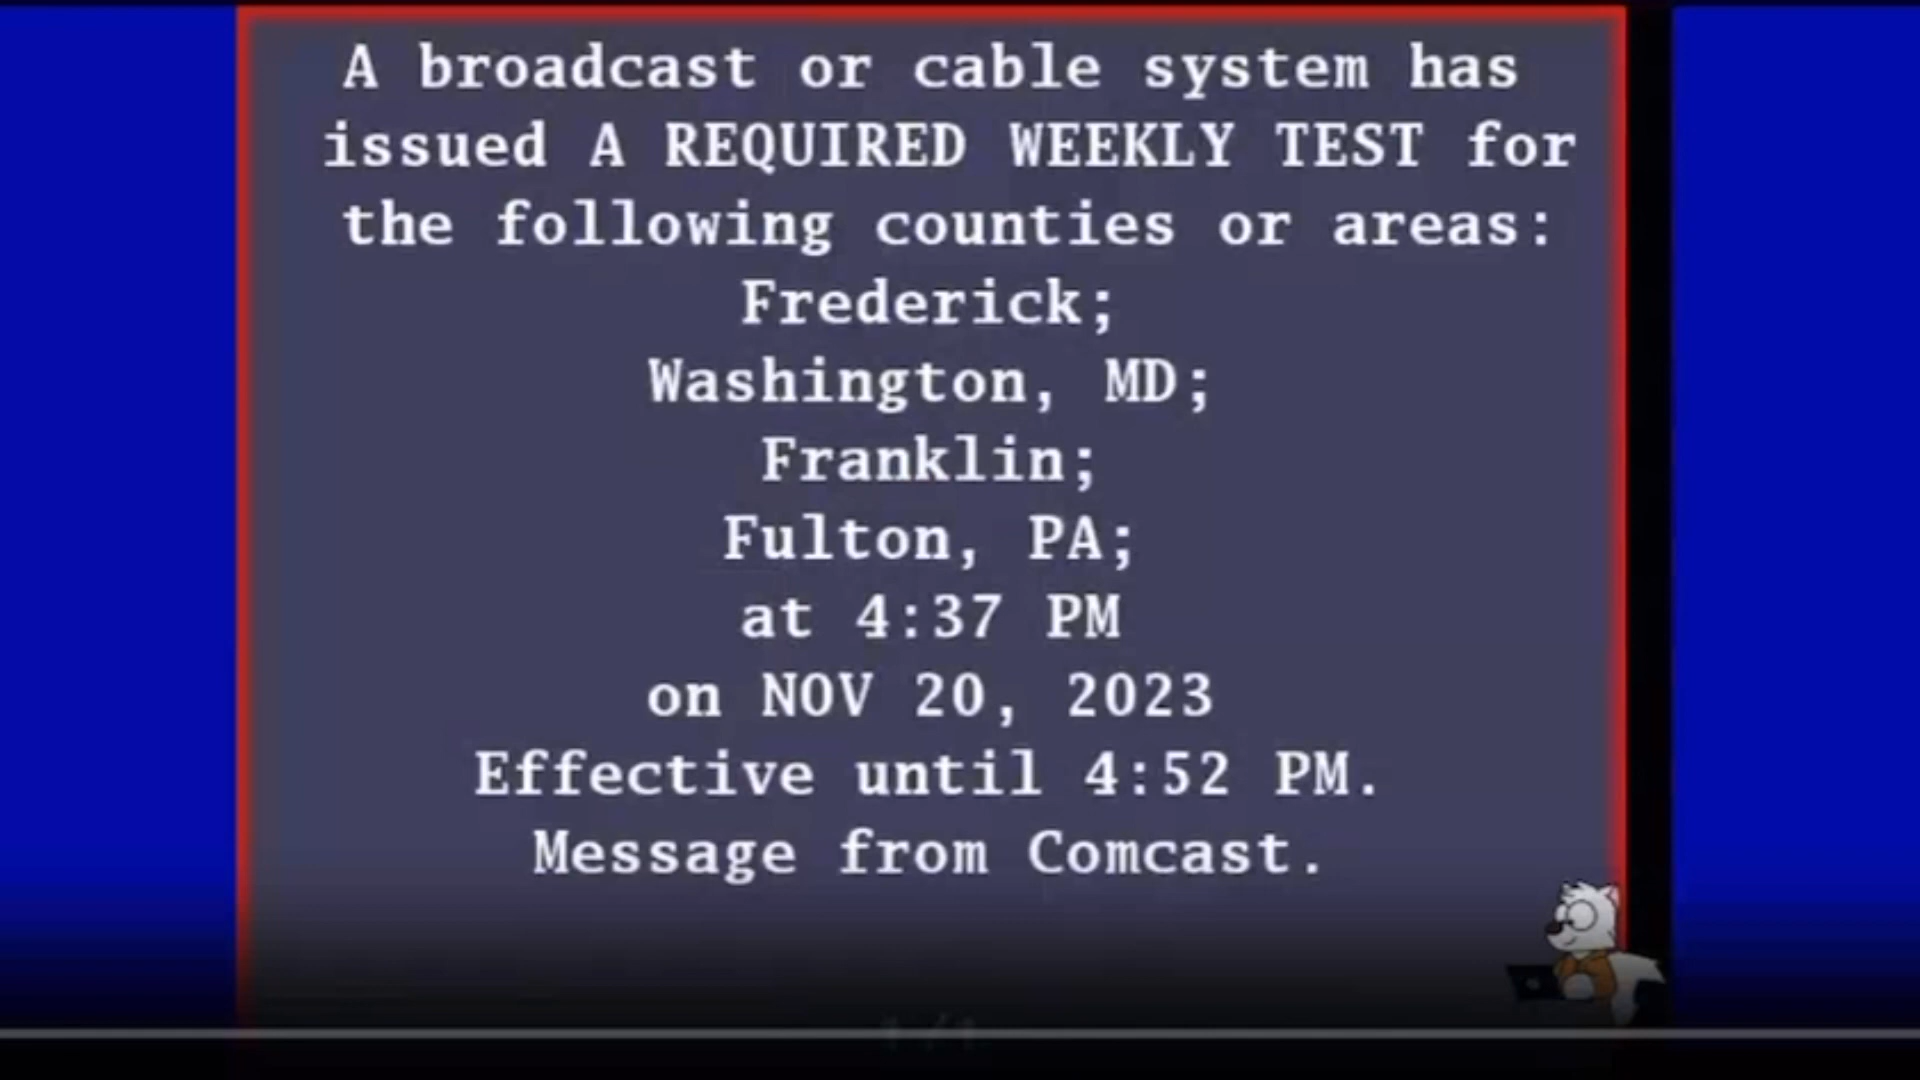 A broadcast or cable system has
issued A REQUIRED WEEKLY TEST for
the following counties or areas:
Frederick;
Washington, MD;
Franklin;
Fulton, PA;
at 4:37 PM
on NOV 20, 2023
Effective until 4:52 PM.
Message from Comcast.